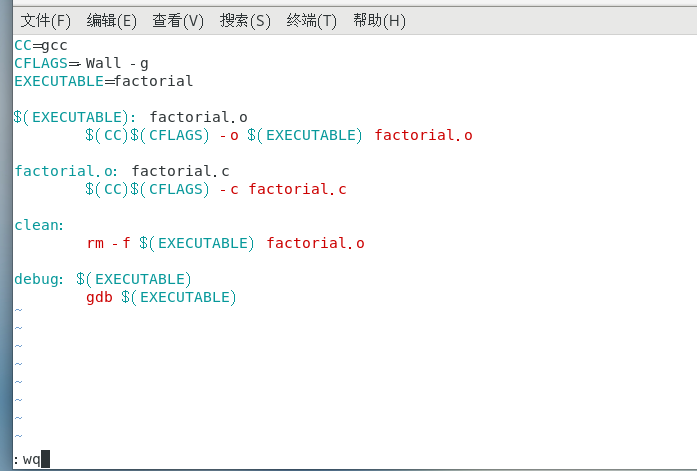 文件(F) 编辑(E) 查看(V) 搜索(S) 终端(T) 帮助(H)
CC=gcc
CFLAGS=-Wall -g
EXECUTABLE=factorial
$(EXECUTABLE): factorial.o
$(CC)$(CFLAGS) -o $(EXECUTABLE) factorial.o
factorial.o: factorial.c
$(CC)$(CFLAGS) -c factorial.c
clean:
rm -f $(EXECUTABLE) factorial.o
debug: $(EXECUTABLE)
gdb $(EXECUTABLE)
~
~
~
~
~
~
~
~
:wq